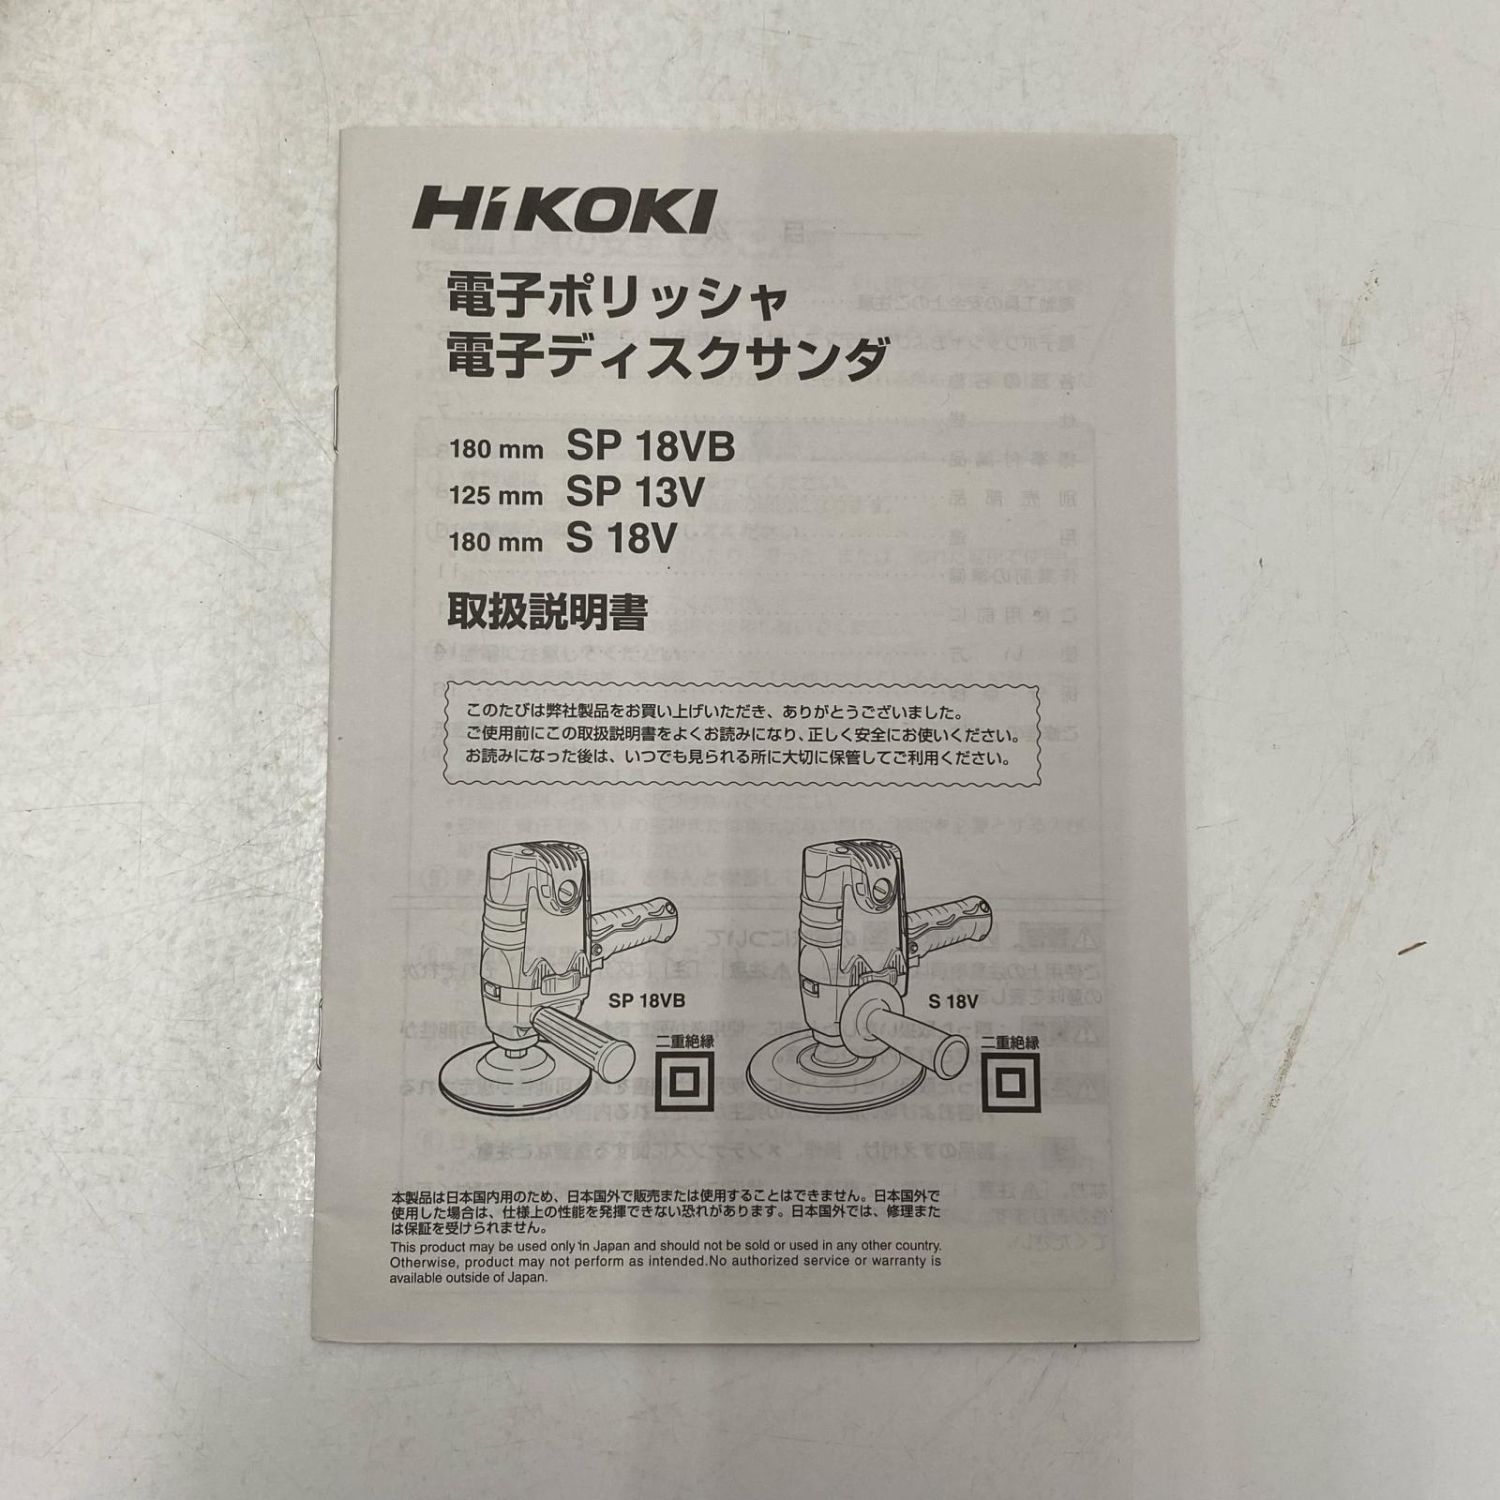 HiKOKI
電子ポリッシャ
電子ディスクサンダ
180 mm SP 18VB
125 mm SP 13V
180 mm S 18V
取扱説明書
このたびは弊社製品をお買い上げいただき、ありがとうございました。
ご使用前にこの取扱説明書をよくお読みになり、正しく安全にお使いください。
お読みになった後は、いつでも見られる所に大切に保管してご利用ください。
SP 18VB
二重絶縁
S 18V
二重絶縁
本製品は日本国内用のため、日本国外で販売または使用することはできません。日本国外で
使用した場合は、仕様上の性能を発揮できない恐れがあります。日本国外では、修理また
は保証を受けられません。
This product may be used only in Japan and should not be sold or used in any other country.
Otherwise, product may not perform as intended.No authorized service or warranty is
available outside of Japan.